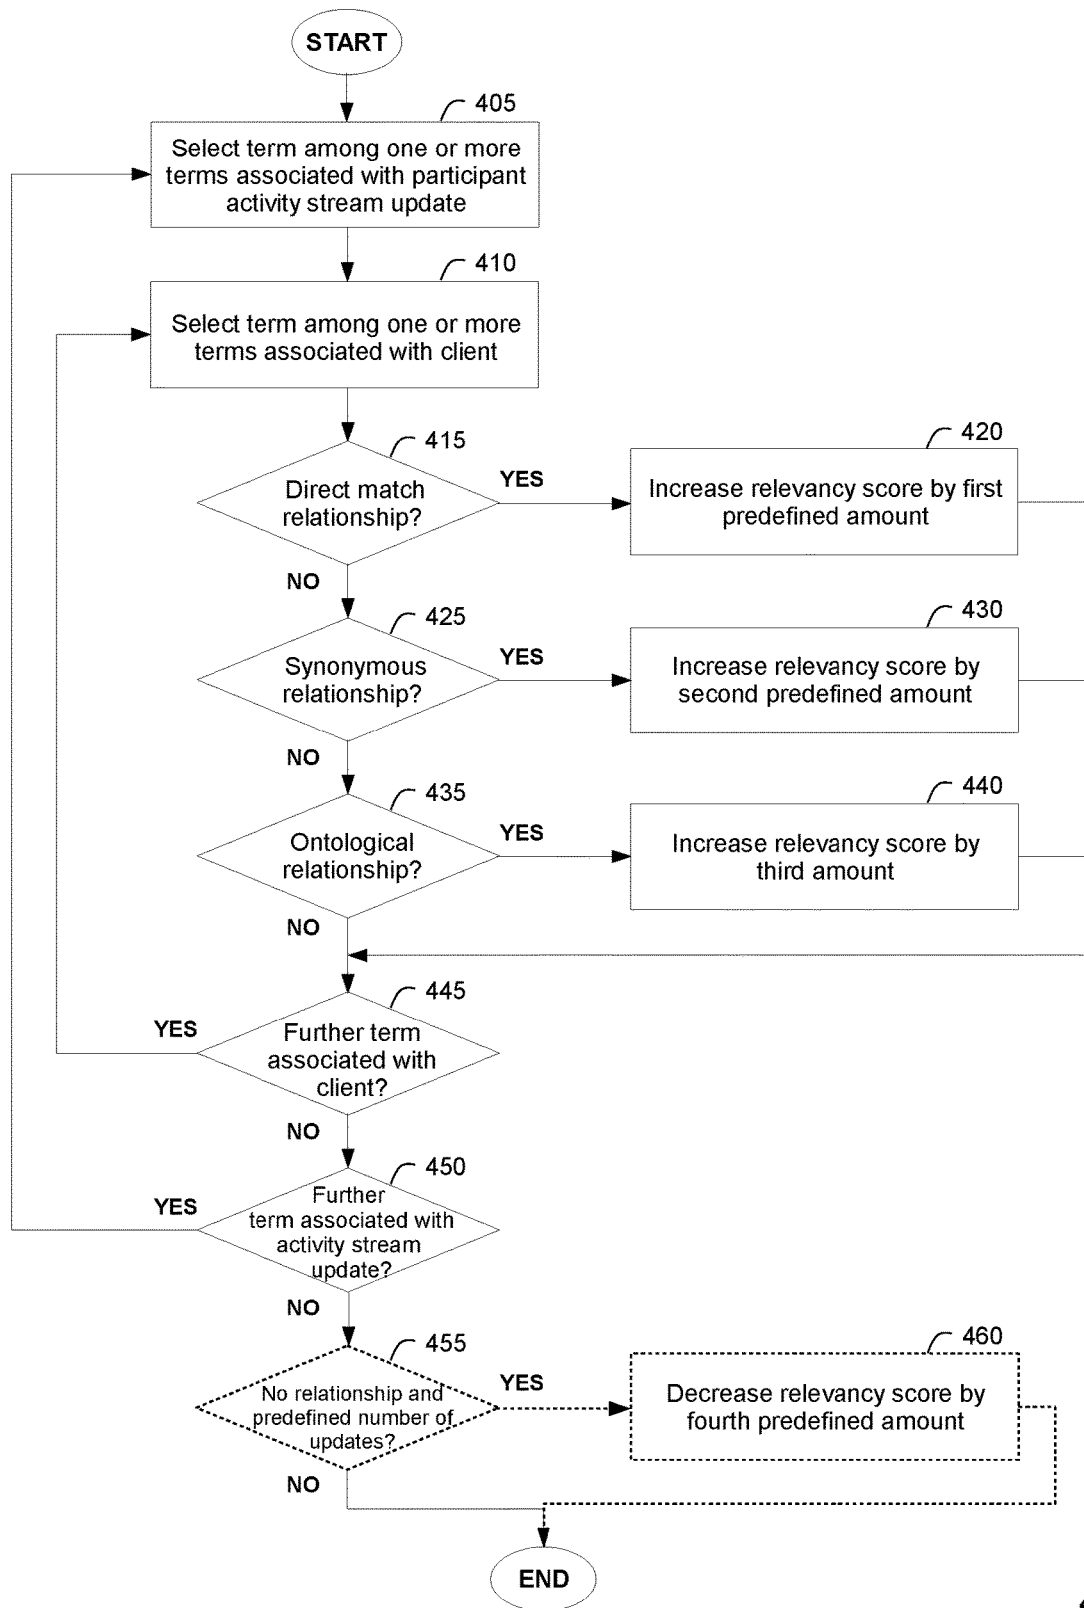 START
405
Select term among one or more
terms associated with participant
activity stream update
410
Select term among one or more
terms associated with client
415
Direct match
relationship?
YES
420
Increase relevancy score by first
predefined amount
NO
425
Synonymous
relationship?
YES
430
Increase relevancy score by
second predefined amount
NO
435
Ontological
relationship?
YES
440
Increase relevancy score by
third amount
NO
445
Further term
associated with
client?
YES
NO
450
Further
term associated with
activity stream
update?
YES
NO
455
No relationship and
predefined number of
updates?
YES
460
Decrease relevancy score by
fourth predefined amount
NO
END